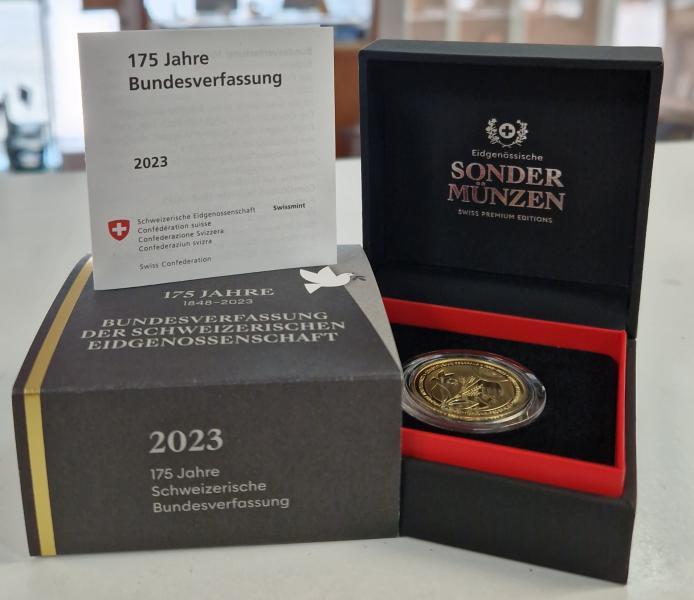 175 Jahre
Bundesverfassung
2023
Schweizerische Eidgenossenschaft
Confédération suisse
Confederazione Svizzera
Confederaziun svizra
Swissmint
Swiss Confederation
Eidgenössische
SONDER
MÜNZEN
SWISS PREMIUM EDITIONS
175 JAHRE
1848–2023
BUNDESVERFASSUNG
DER SCHWEIZERISCHEN
EIDGENOSSENSCHAFT
2023
175 Jahre
Schweizerische
Bundesverfassung